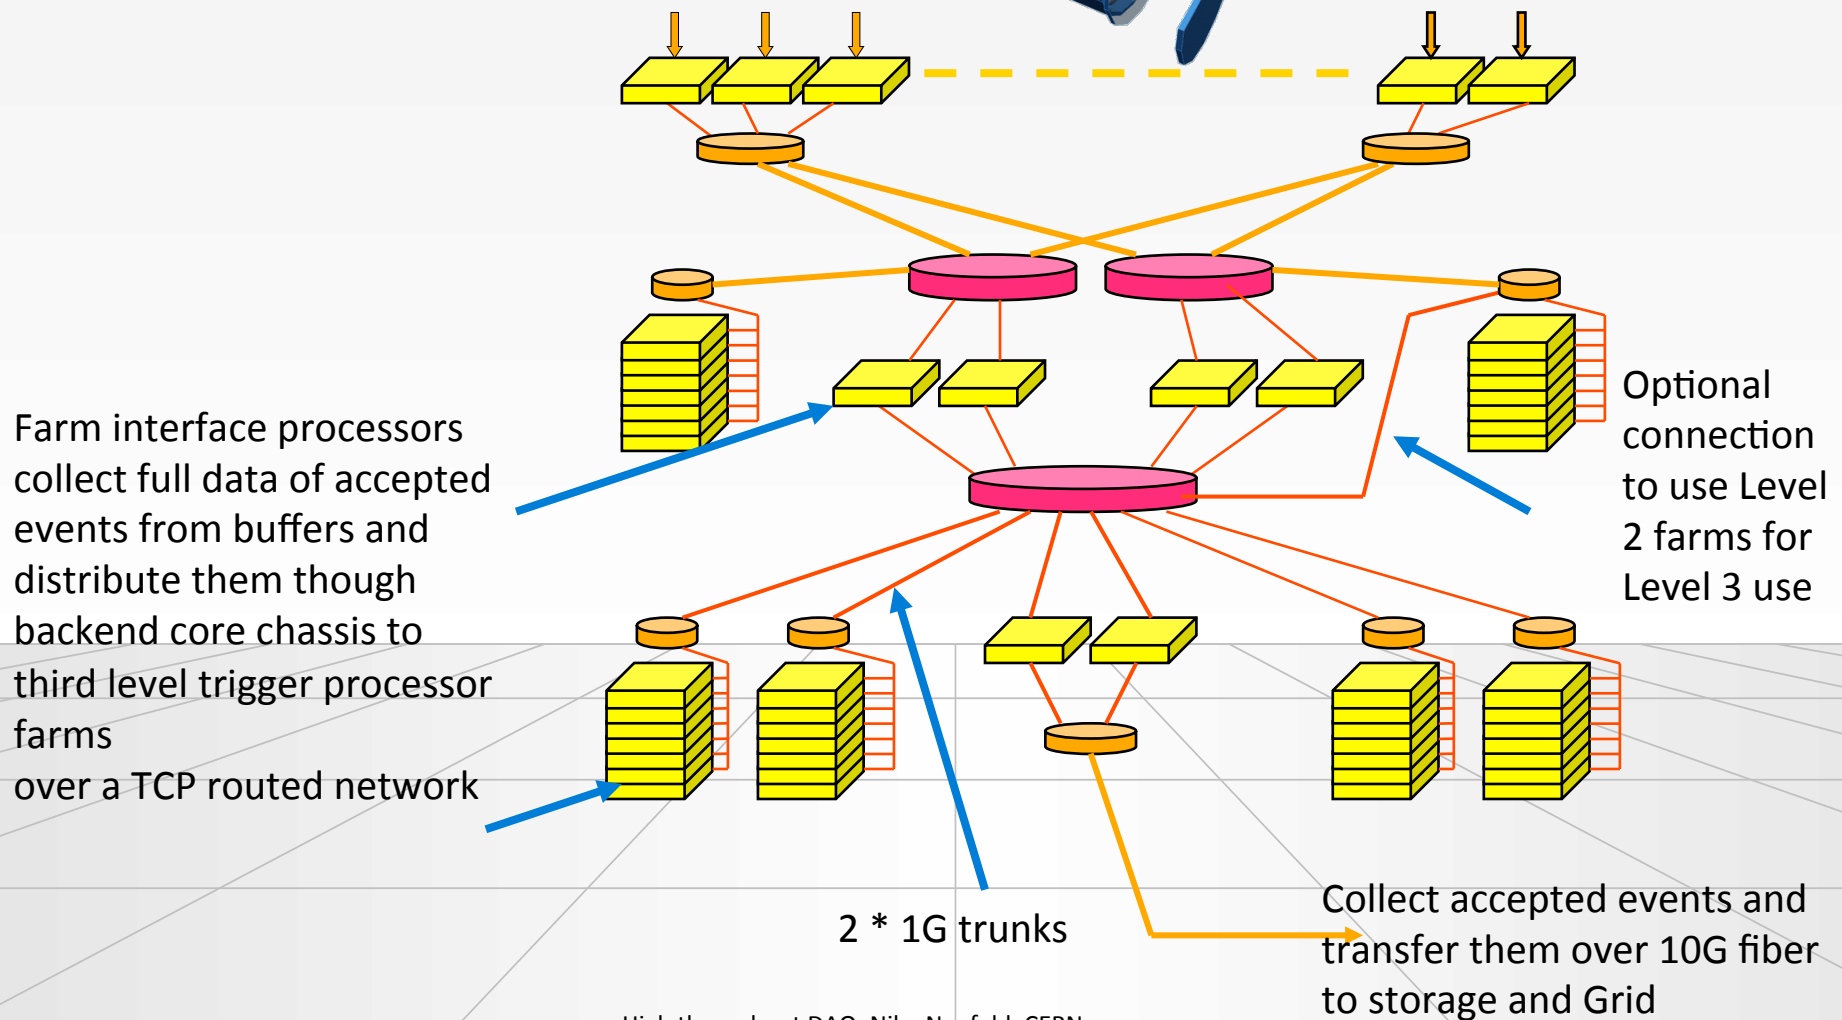 Farm interface processors
collect full data of accepted
events from buffers and
distribute them though
backend core chassis to
third level trigger processor
farms
over a TCP routed network
Optional
connection
to use Level
2 farms for
Level 3 use
2 * 1G trunks
Collect accepted events and
transfer them over 10G fiber
to storage and Grid